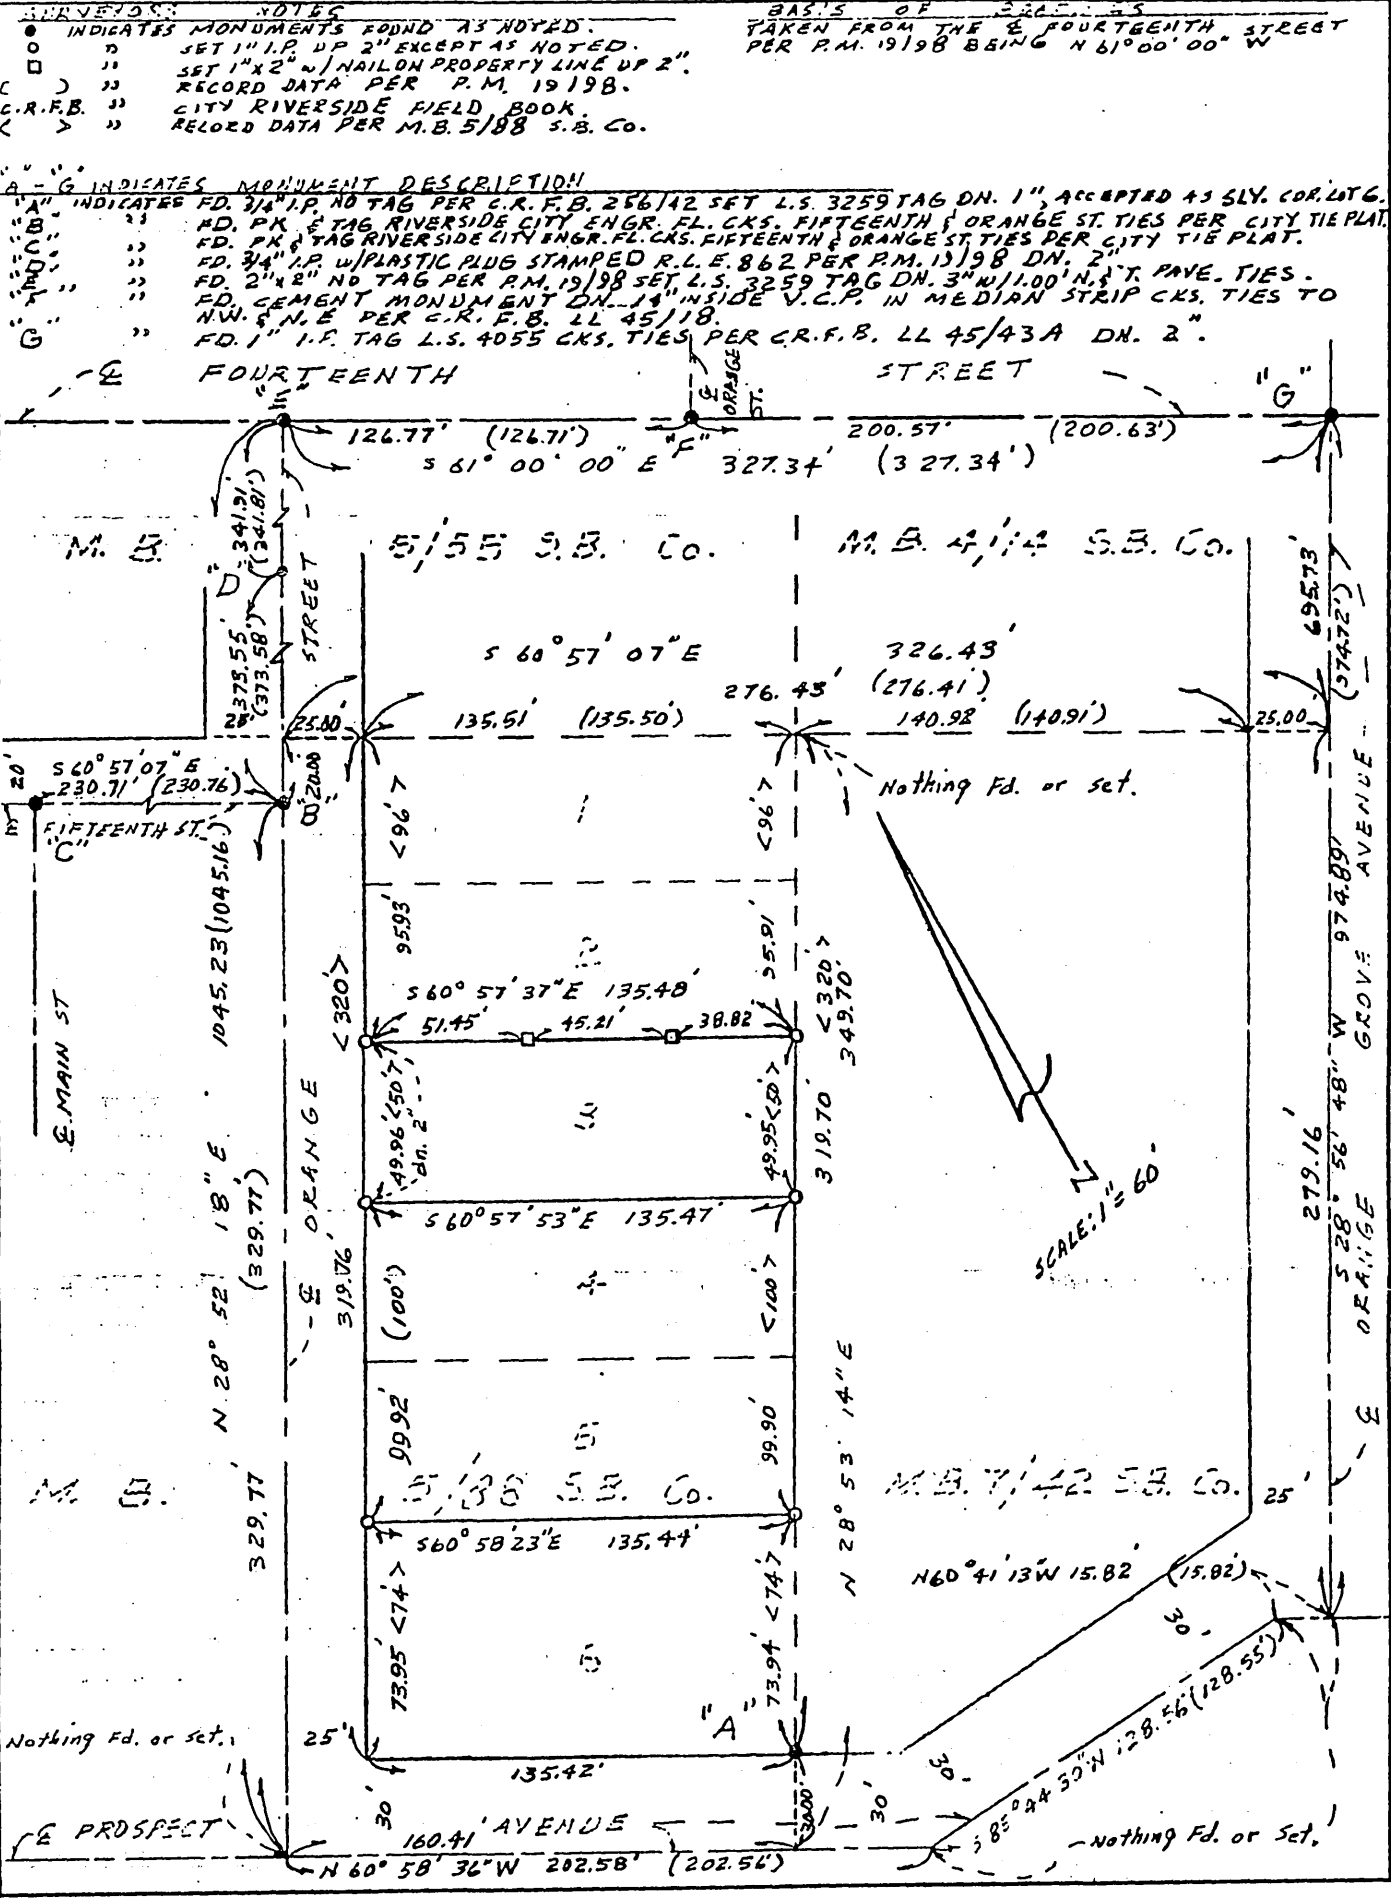 SURVEYORS NOTES
● INDICATES MONUMENTS FOUND AS NOTED.
○ " SET 1" I.P. UP 2" EXCEPT AS NOTED.
□ " SET 1"X2" W/NAIL ON PROPERTY LINE UP 2".
( ) " RECORD DATA PER P.M. 19/98.
C.R.F.B. " CITY RIVERSIDE FIELD BOOK.
< > " RECORD DATA PER M.B. 5/88 S.B. Co.
BASIS OF BEARINGS
TAKEN FROM THE ℄ FOURTEENTH STREET
PER P.M. 19/98 BEING N 61° 00' 00" W
"A" - "G" INDICATES MONUMENT DESCRIPTION
"A" INDICATES FD. 3/4" I.P. NO TAG PER C.R.F.B. 256/42 SET L.S. 3259 TAG DN. 1", ACCEPTED AS SLY. COR. LOT 6.
"B" " FD. PK & TAG RIVERSIDE CITY ENGR. FL. CKS. FIFTEENTH & ORANGE ST. TIES PER CITY TIE PLAT.
"C" " FD. PK & TAG RIVERSIDE CITY ENGR. FL. CKS. FIFTEENTH & ORANGE ST. TIES PER CITY TIE PLAT.
"D" " FD. 3/4" I.P. W/PLASTIC PLUG STAMPED R.C.E. 862 PER P.M. 19/98 DN. 2"
"E" " FD. 2"x2" NO TAG PER P.M. 19/98 SET L.S. 3259 TAG DN. 3" W/1.00' N.&T. PAVE. TIES.
"F" " FD. CEMENT MONUMENT DN. 14" INSIDE V.C.P. IN MEDIAN STRIP CKS. TIES TO
N.W. & N.E PER C.R.F.B. LL 45/18.
"G" " FD. 1" I.P. TAG L.S. 4055 CKS. TIES PER C.R.F.B. LL 45/43A DN. 2".
℄ FOURTEENTH STREET
℄ ORANGE ST.
"G"
126.77' (126.71') "F" 200.57' (200.63')
S 61° 00' 00" E 327.34' (327.34')
341.91'
(341.81')
M. B. 5/55 S.B. Co. M. B. 4/14 S.B. Co.
"D"
STREET
373.55'
(373.58')
695.73'
(974.72')
S 60° 57' 07" E 326.43'
276.43' (276.41')
25' 25.00' 135.51' (135.50') 140.92' (140.91') 25.00
20'
S 60° 57' 07" E
230.71' (230.76)
FIFTEENTH ST.
"C"
"B"
20.00
Nothing Fd. or set.
<96'> 1 <96'>
95.93' 2 95.91'
S 60° 57' 37" E 135.48'
51.45' 45.21' 38.82
<320'>
<320'>
349.70'
319.70'
49.96' <50'>
dn. 2"
3
49.95 <50'>
S 60° 57' 53" E 135.47'
℄ MAIN ST
N 28° 52' 18" E 1045.23 (1045.16)
(329.77)
329.77'
℄ ORANGE
319.76'
(100') 4 <100'>
SCALE: 1" = 60'
S 28° 56' 48" W 974.89'
279.16'
℄ ORANGE GROVE AVENUE
99.92' 5 99.90'
N 28° 53' 14" E
M. B. 5/88 S.B. Co. M.B. 7/42 S.B. Co. 25'
S60° 58' 23" E 135.44'
N60° 41' 13" W 15.82' (15.82')
73.95' <74'> 6 73.94' <74'>
30'
"A"
Nothing Fd. or set.
25'
135.42'
30' 30.00' 30' 30'
S 85° 44' 30" W 128.56' (128.55')
℄ PROSPECT AVENUE
160.41'
N 60° 58' 36" W 202.58' (202.56')
Nothing Fd. or Set.